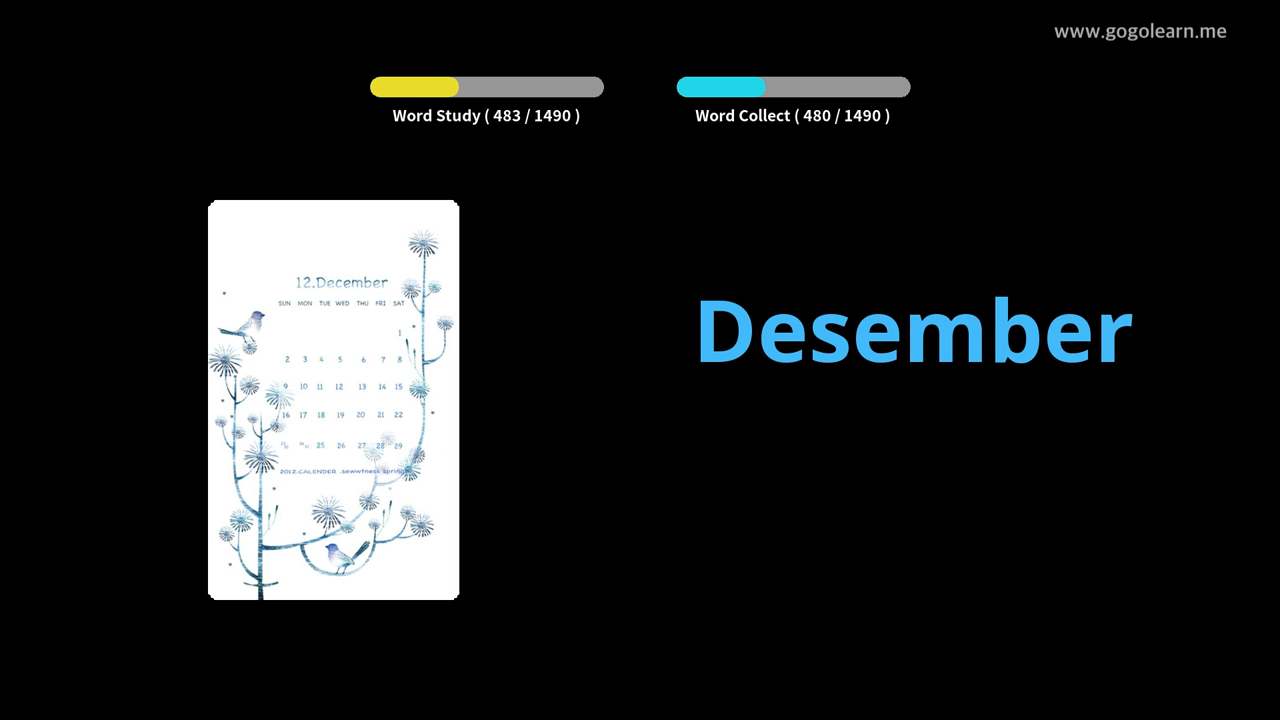 www.gogolearn.me
Word Study ( 483 / 1490 )
Word Collect ( 480 / 1490 )
12.December
SUN MON TUE WED THU FRI SAT
1
2 3 4 5 6 7 8
9 10 11 12 13 14 15
16 17 18 19 20 21 22
25 26 27 28 29
2012.CALENDER .sewwtness spring
Desember